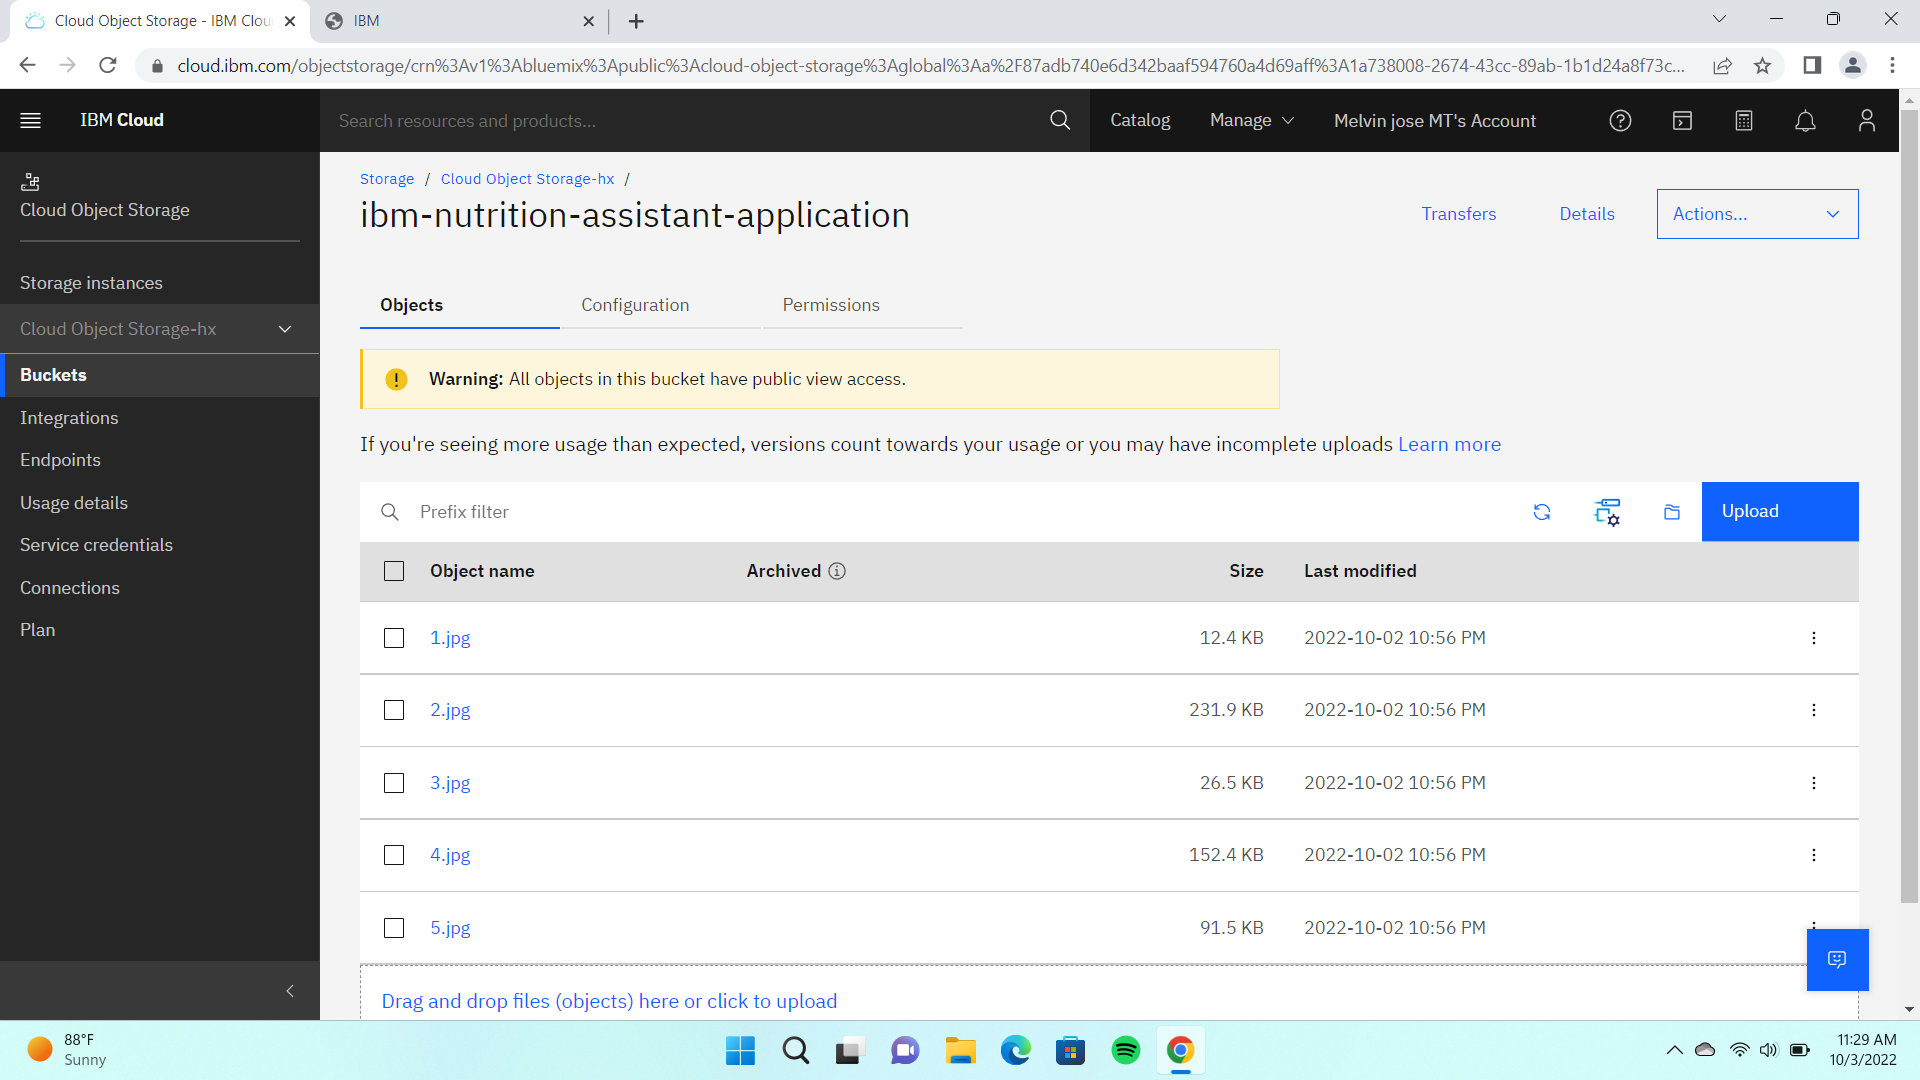 Cloud Object Storage - IBM Clou
IBM
cloud.ibm.com/objectstorage/crn%3Av1%3Abluemix%3Apublic%3Acloud-object-storage%3Aglobal%3Aa%2F87adb740e6d342baaf594760a4d69aff%3A1a738008-2674-43cc-89ab-1b1d24a8f73c...
IBM Cloud
Search resources and products...
Catalog
Manage
Melvin jose MT's Account
Cloud Object Storage
Storage instances
Cloud Object Storage-hx
Buckets
Integrations
Endpoints
Usage details
Service credentials
Connections
Plan
Storage / Cloud Object Storage-hx /
ibm-nutrition-assistant-application
Transfers
Details
Actions...
Objects
Configuration
Permissions
Warning: All objects in this bucket have public view access.
If you're seeing more usage than expected, versions count towards your usage or you may have incomplete uploads Learn more
Prefix filter
Upload
Object name Archived Size Last modified
1.jpg 12.4 KB 2022-10-02 10:56 PM
2.jpg 231.9 KB 2022-10-02 10:56 PM
3.jpg 26.5 KB 2022-10-02 10:56 PM
4.jpg 152.4 KB 2022-10-02 10:56 PM
5.jpg 91.5 KB 2022-10-02 10:56 PM
Drag and drop files (objects) here or click to upload
88°F
Sunny
11:29 AM
10/3/2022